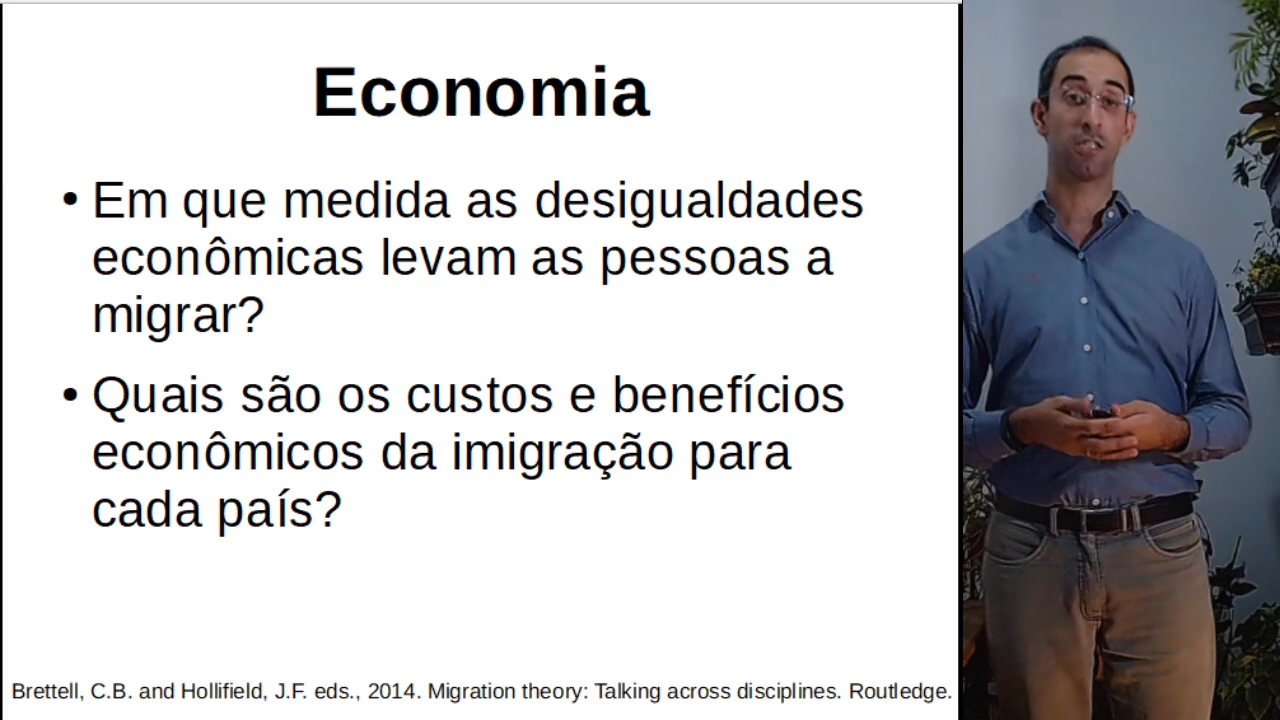 Economia
• Em que medida as desigualdades
econômicas levam as pessoas a
migrar?
• Quais são os custos e benefícios
econômicos da imigração para
cada país?
Brettell, C.B. and Hollifield, J.F. eds., 2014. Migration theory: Talking across disciplines. Routledge.